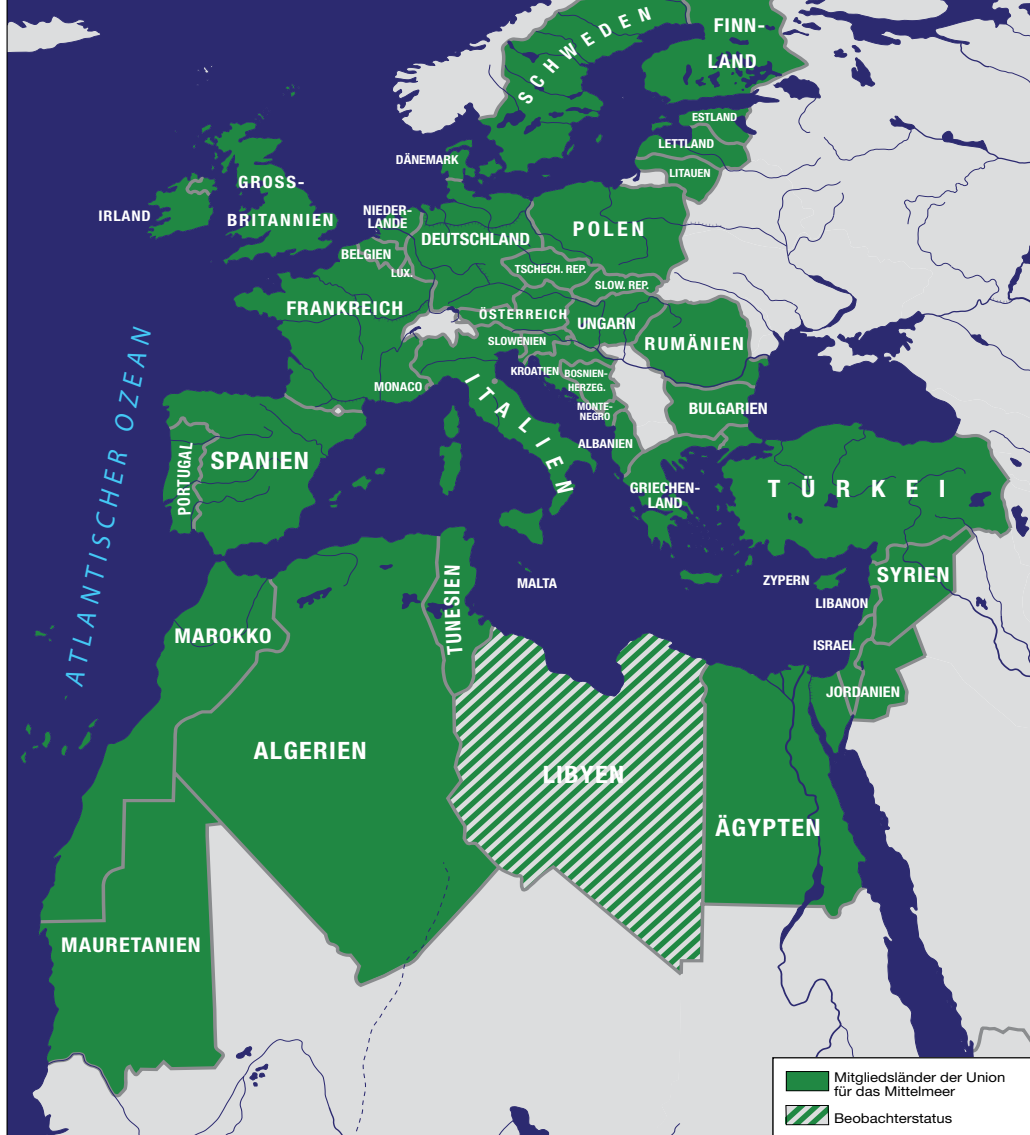 SCHWEDEN
FINN-
LAND
ESTLAND
LETTLAND
LITAUEN
DÄNEMARK
GROSS-
BRITANNIEN
IRLAND
NIEDER-
LANDE
BELGIEN
LUX.
DEUTSCHLAND
POLEN
TSCHECH. REP.
SLOW. REP.
FRANKREICH
ÖSTERREICH
UNGARN
SLOWENIEN
RUMÄNIEN
KROATIEN
BOSNIEN-
HERZEG.
MONACO
ITALIEN
MONTE-
NEGRO
BULGARIEN
ALBANIEN
ATLANTISCHER OZEAN
PORTUGAL
SPANIEN
GRIECHEN-
LAND
TÜRKEI
MALTA
ZYPERN
SYRIEN
LIBANON
ISRAEL
JORDANIEN
MAROKKO
TUNESIEN
ALGERIEN
LIBYEN
ÄGYPTEN
MAURETANIEN
Mitgliedsländer der Union
für das Mittelmeer
Beobachterstatus